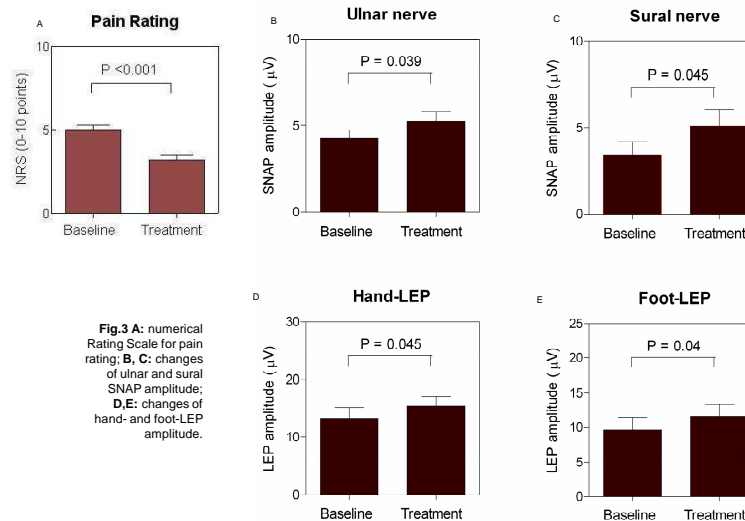 A
Pain Rating
10
P <0.001
5
NRS (0-10 points)
0
Baseline Treatment
B
Ulnar nerve
10
P = 0.039
5
SNAP amplitude ( μV)
0
Baseline Treatment
C
Sural nerve
10
P = 0.045
5
SNAP amplitude ( μV)
0
Baseline Treatment
Fig.3 A: numerical
Rating Scale for pain
rating; B, C: changes
of ulnar and sural
SNAP amplitude;
D,E: changes of
hand- and foot-LEP
amplitude.
D
Hand-LEP
30
P = 0.045
20
LEP amplitude ( μV)
10
0
Baseline Treatment
E
Foot-LEP
25
P = 0.04
20
15
LEP amplitude ( μV)
10
5
0
Baseline Treatment